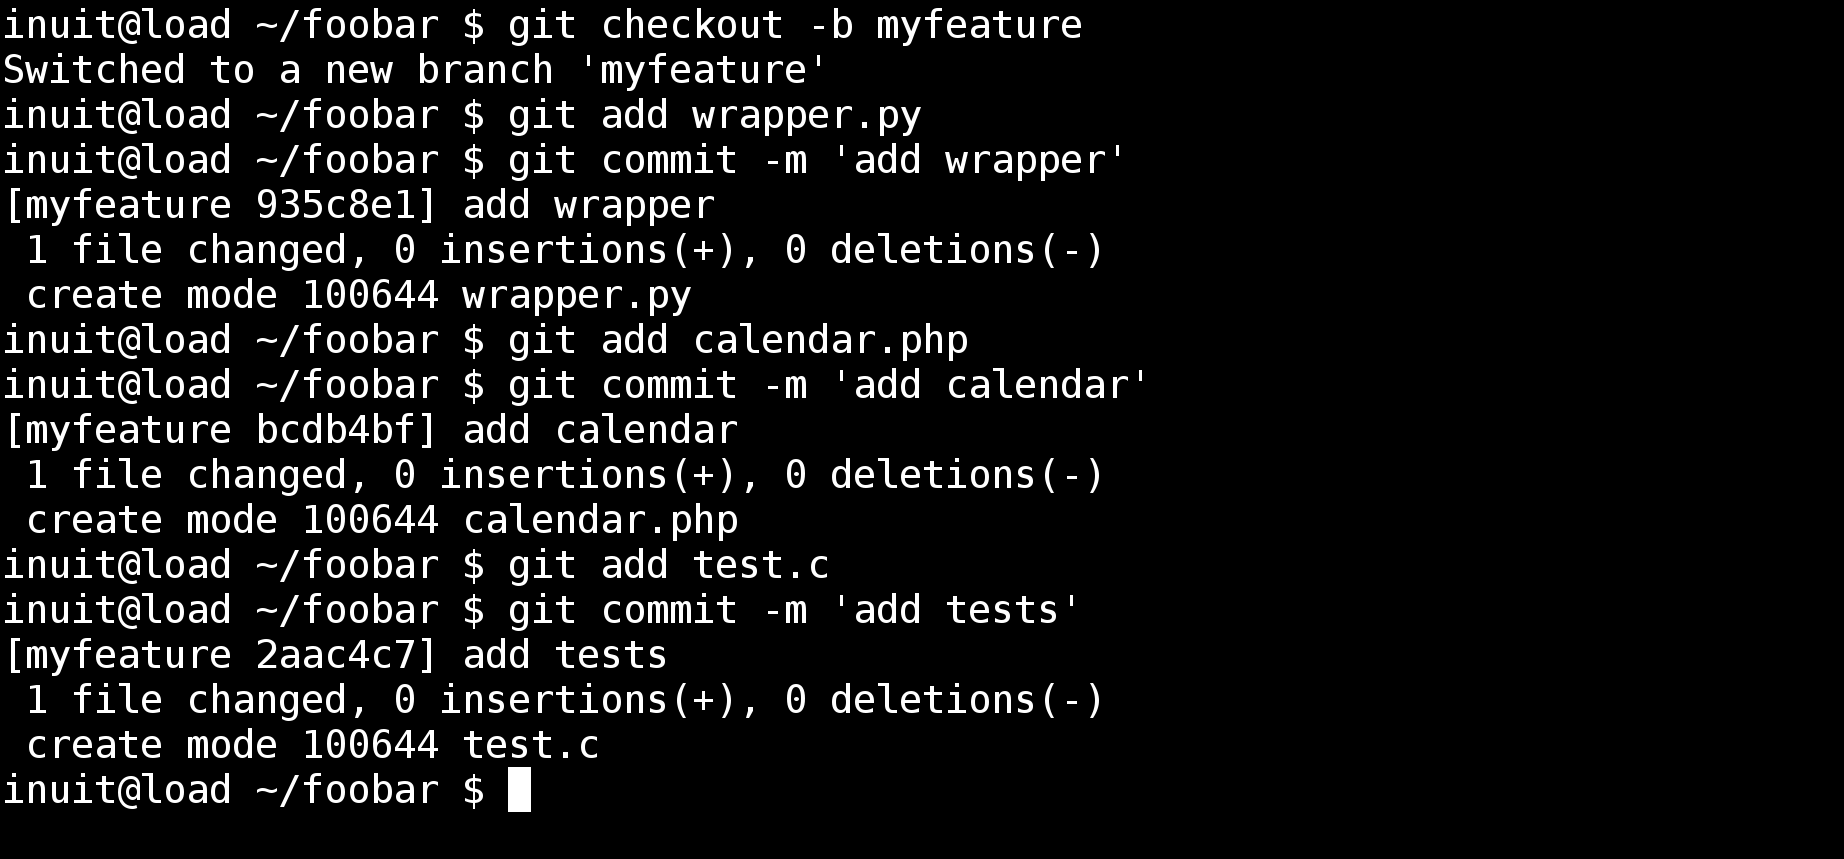 inuit@load ~/foobar $ git checkout -b myfeature
Switched to a new branch 'myfeature'
inuit@load ~/foobar $ git add wrapper.py
inuit@load ~/foobar $ git commit -m 'add wrapper'
[myfeature 935c8e1] add wrapper
 1 file changed, 0 insertions(+), 0 deletions(-)
 create mode 100644 wrapper.py
inuit@load ~/foobar $ git add calendar.php
inuit@load ~/foobar $ git commit -m 'add calendar'
[myfeature bcdb4bf] add calendar
 1 file changed, 0 insertions(+), 0 deletions(-)
 create mode 100644 calendar.php
inuit@load ~/foobar $ git add test.c
inuit@load ~/foobar $ git commit -m 'add tests'
[myfeature 2aac4c7] add tests
 1 file changed, 0 insertions(+), 0 deletions(-)
 create mode 100644 test.c
inuit@load ~/foobar $